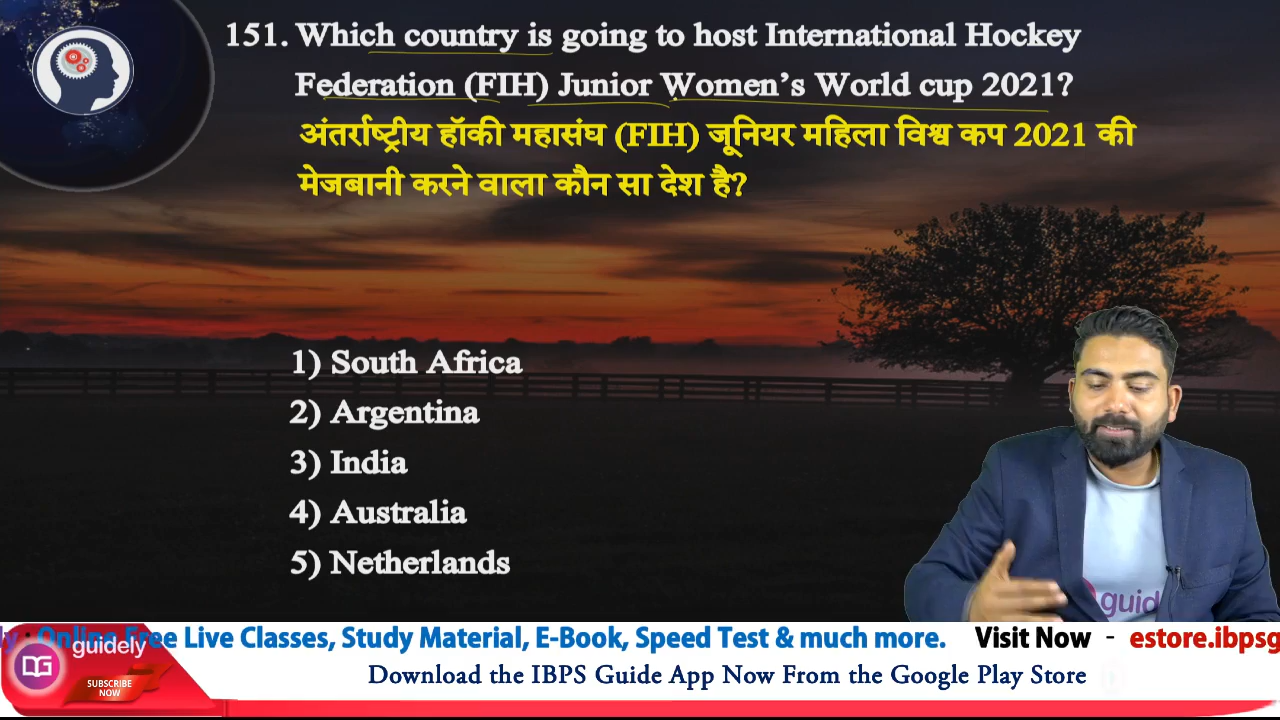 151. Which country is going to host International Hockey
Federation (FIH) Junior Women's World cup 2021?
अंतर्राष्ट्रीय हॉकी महासंघ (FIH) जूनियर महिला विश्व कप 2021 की
मेजबानी करने वाला कौन सा देश है?
1) South Africa
2) Argentina
3) India
4) Australia
5) Netherlands
guid
ly : Online Free Live Classes, Study Material, E-Book, Speed Test & much more. Visit Now - estore.ibpsg
guidely
SUBSCRIBE
NOW
Download the IBPS Guide App Now From the Google Play Store